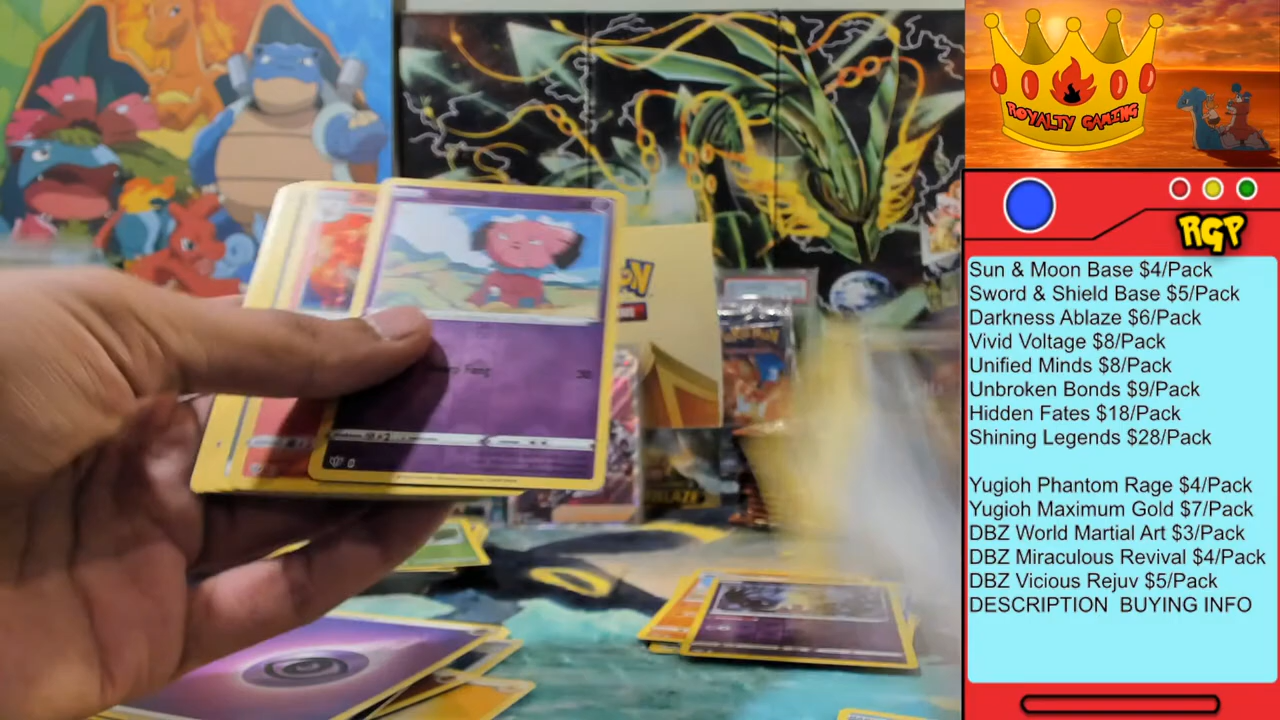 ROYALTY GAMING
RGP
Sun & Moon Base $4/Pack
Sword & Shield Base $5/Pack
Darkness Ablaze $6/Pack
Vivid Voltage $8/Pack
Unified Minds $8/Pack
Unbroken Bonds $9/Pack
Hidden Fates $18/Pack
Shining Legends $28/Pack
Yugioh Phantom Rage $4/Pack
Yugioh Maximum Gold $7/Pack
DBZ World Martial Art $3/Pack
DBZ Miraculous Revival $4/Pack
DBZ Vicious Rejuv $5/Pack
DESCRIPTION BUYING INFO
Fang
30